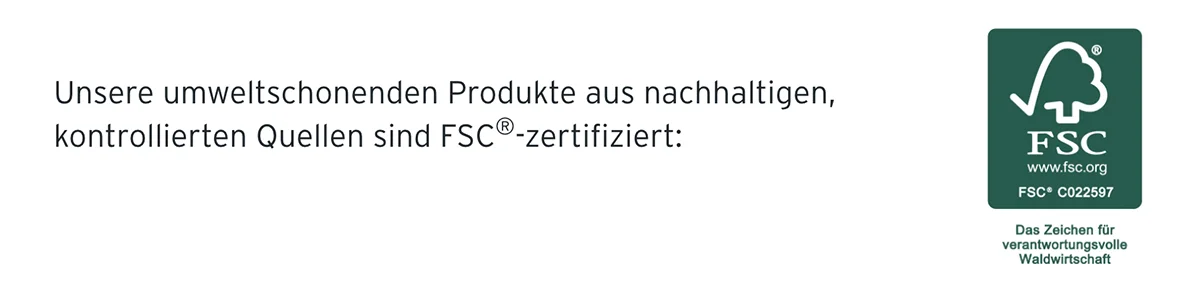 Unsere umweltschonenden Produkte aus nachhaltigen,
kontrollierten Quellen sind FSC®-zertifiziert:
®
FSC
www.fsc.org
FSC® C022597
Das Zeichen für
verantwortungsvolle
Waldwirtschaft